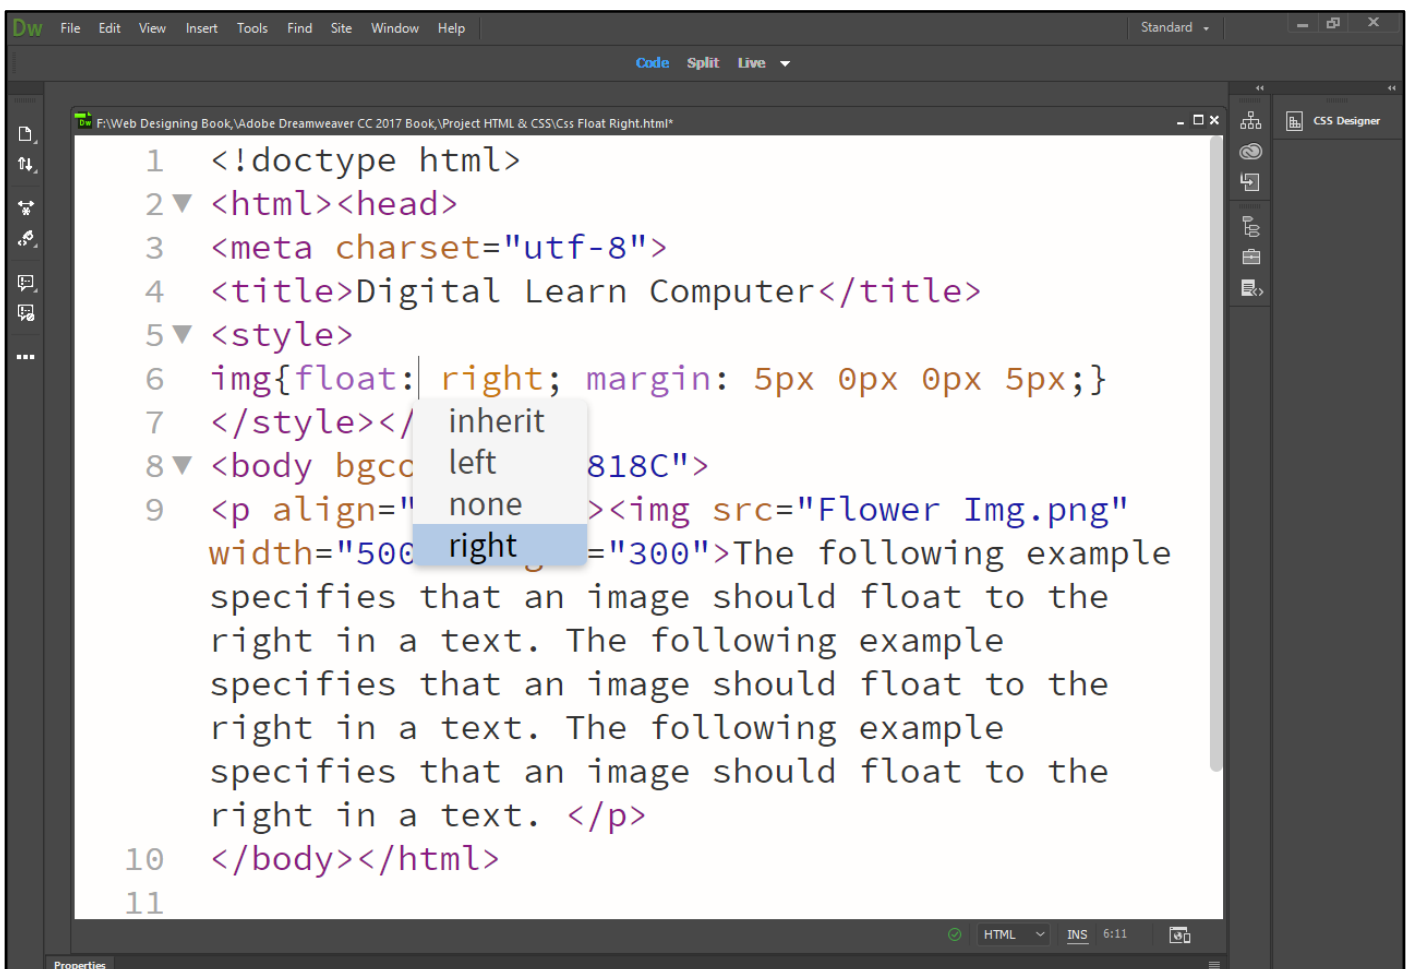 Dw File Edit View Insert Tools Find Site Window Help Standard
Code Split Live
F:\Web Designing Book,\Adobe Dreamweaver CC 2017 Book,\Project HTML & CSS\Css Float Right.html*
CSS Designer
1 <!doctype html>
2 <html><head>
3 <meta charset="utf-8">
4 <title>Digital Learn Computer</title>
5 <style>
6 img{float: right; margin: 5px 0px 0px 5px;}
7 </style></
inherit
8 <body bgco 818C">
left
none
9 <p align=" ><img src="Flower Img.png"
right
width="500 ="300">The following example
specifies that an image should float to the
right in a text. The following example
specifies that an image should float to the
right in a text. The following example
specifies that an image should float to the
right in a text. </p>
10 </body></html>
11
HTML INS 6:11
Properties